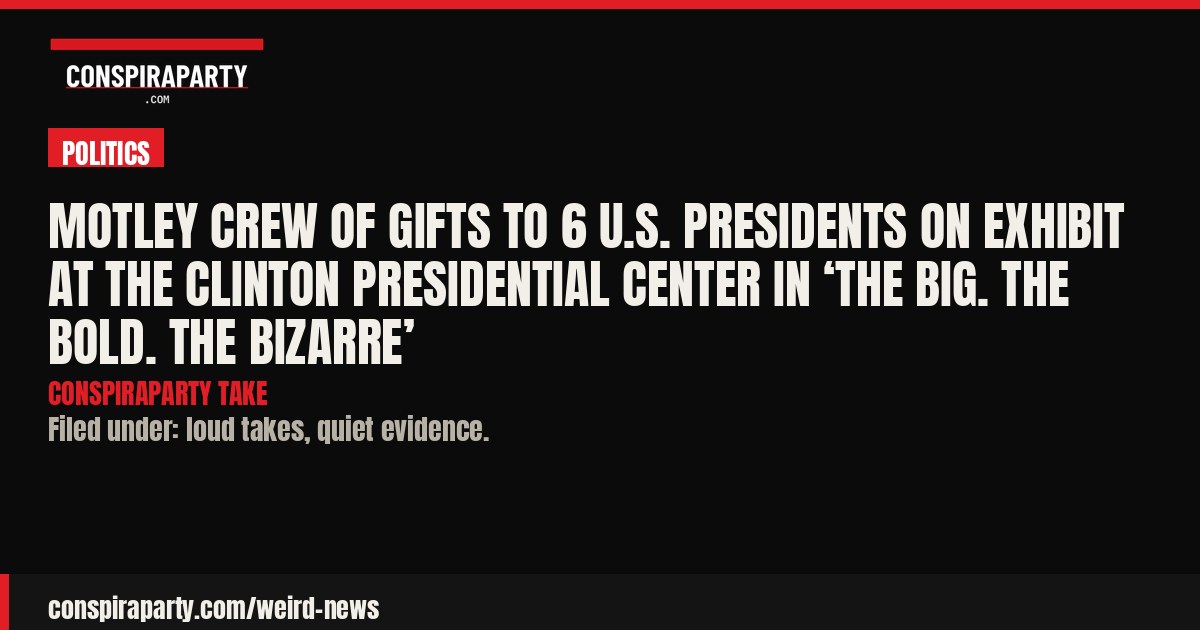 CONSPIRAPARTY
.COM
POLITICS
MOTLEY CREW OF GIFTS TO 6 U.S. PRESIDENTS ON EXHIBIT
AT THE CLINTON PRESIDENTIAL CENTER IN ‘THE BIG. THE
BOLD. THE BIZARRE’
CONSPIRAPARTY TAKE
Filed under: loud takes, quiet evidence.
conspiraparty.com/weird-news